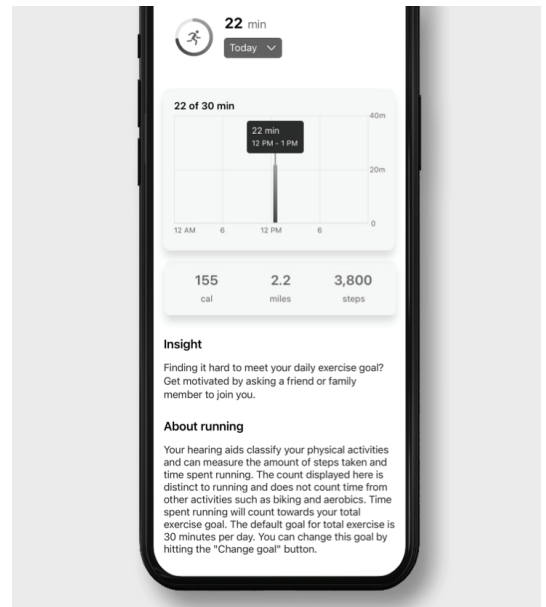 22 min
Today
22 of 30 min
40m
22 min
12 PM - 1 PM
20m
0
12 AM 6 12 PM 6
155 2.2 3,800
cal miles steps
Insight
Finding it hard to meet your daily exercise goal?
Get motivated by asking a friend or family
member to join you.
About running
Your hearing aids classify your physical activities
and can measure the amount of steps taken and
time spent running. The count displayed here is
distinct to running and does not count time from
other activities such as biking and aerobics. Time
spent running will count towards your total
exercise goal. The default goal for total exercise is
30 minutes per day. You can change this goal by
hitting the "Change goal" button.